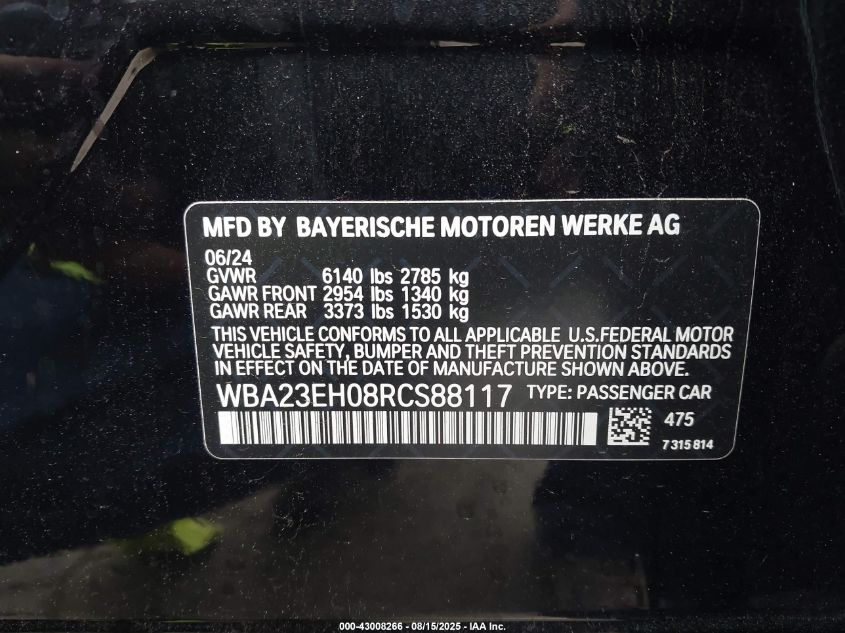 MFD BY BAYERISCHE MOTOREN WERKE AG
06/24
GVWR 6140 lbs 2785 kg
GAWR FRONT 2954 lbs 1340 kg
GAWR REAR 3373 lbs 1530 kg
THIS VEHICLE CONFORMS TO ALL APPLICABLE U.S.FEDERAL MOTOR
VEHICLE SAFETY, BUMPER AND THEFT PREVENTION STANDARDS
IN EFFECT ON THE DATE OF MANUFACTURE SHOWN ABOVE.
WBA23EH08RCS88117 TYPE: PASSENGER CAR
475
7315814
000-43008266 - 08/15/2025 - IAA Inc.